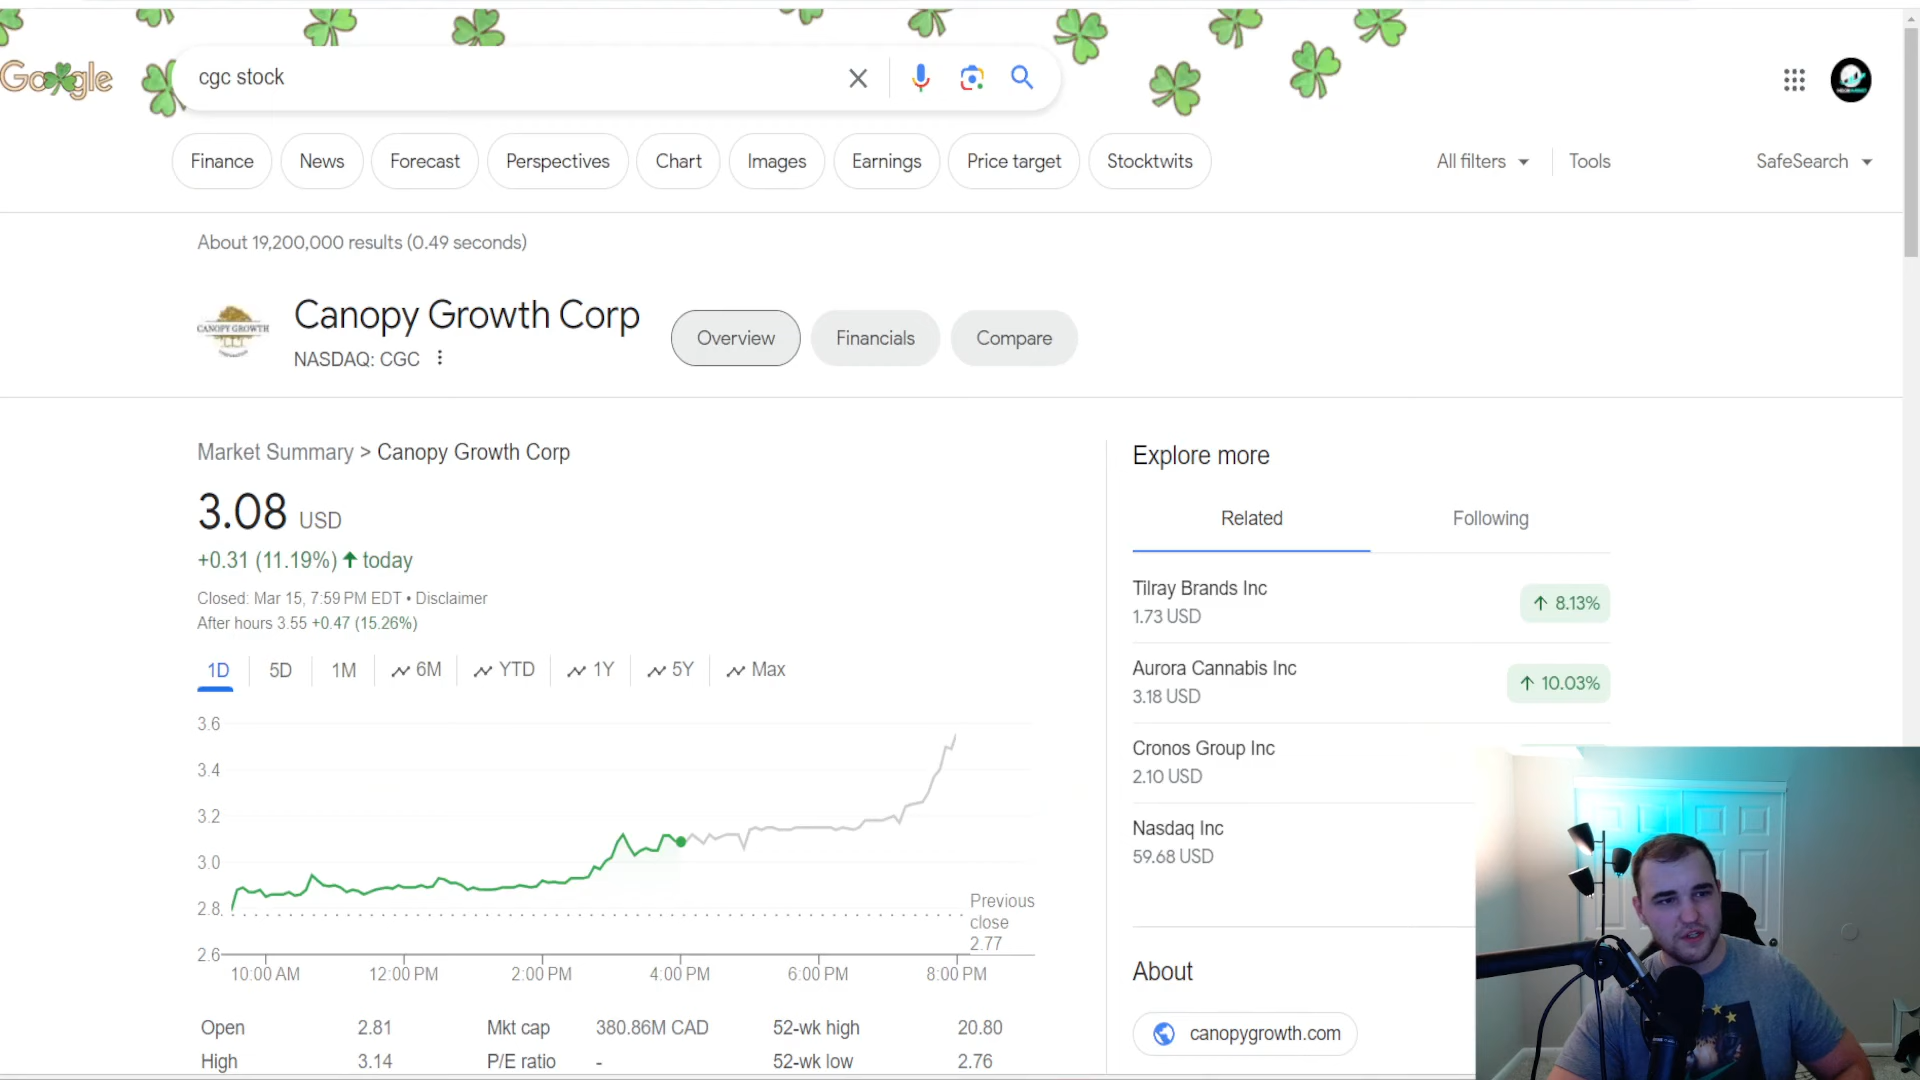 Google
cgc stock
Finance
News
Forecast
Perspectives
Chart
Images
Earnings
Price target
Stocktwits
All filters
Tools
SafeSearch
About 19,200,000 results (0.49 seconds)
CANOPY GROWTH
Canopy Growth Corp
NASDAQ: CGC
Overview
Financials
Compare
Market Summary > Canopy Growth Corp
3.08 USD
+0.31 (11.19%) today
Closed: Mar 15, 7:59 PM EDT • Disclaimer
After hours 3.55 +0.47 (15.26%)
1D
5D
1M
6M
YTD
1Y
5Y
Max
3.6
3.4
3.2
3.0
2.8
2.6
Previous
close
2.77
10:00 AM
12:00 PM
2:00 PM
4:00 PM
6:00 PM
8:00 PM
Open 2.81 Mkt cap 380.86M CAD 52-wk high 20.80
High 3.14 P/E ratio - 52-wk low 2.76
Explore more
Related
Following
Tilray Brands Inc
1.73 USD
8.13%
Aurora Cannabis Inc
3.18 USD
10.03%
Cronos Group Inc
2.10 USD
Nasdaq Inc
59.68 USD
About
canopygrowth.com